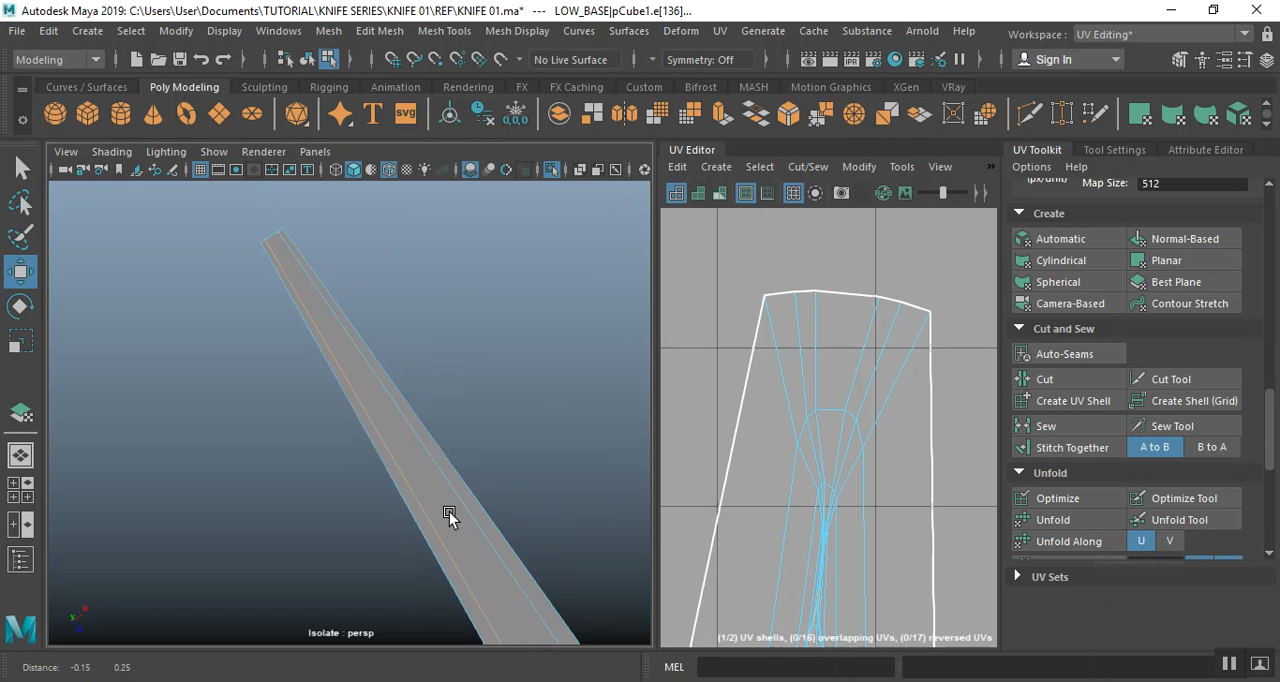 Autodesk Maya 2019: C:\Users\User\Documents\TUTORIAL\KNIFE SERIES\KNIFE 01\REF\KNIFE 01.ma* --- LOW_BASE|pCube1.e[136]...
File Edit Create Select Modify Display Windows Mesh Edit Mesh Mesh Tools Mesh Display Curves Surfaces Deform UV Generate Cache Substance Arnold Help Workspace : UV Editing*
Modeling No Live Surface Symmetry: Off Sign In
Curves / Surfaces Poly Modeling Sculpting Rigging Animation Rendering FX FX Caching Custom Bifrost MASH Motion Graphics XGen VRay
View Shading Lighting Show Renderer Panels
UV Editor
UV Toolkit Tool Settings Attribute Editor
Edit Create Select Cut/Sew Modify Tools View »
Options Help
Map Size: 512
Create
Automatic Normal-Based
Cylindrical Planar
Spherical Best Plane
Camera-Based Contour Stretch
Cut and Sew
Auto-Seams
Cut Cut Tool
Create UV Shell Create Shell (Grid)
Sew Sew Tool
Stitch Together A to B B to A
Unfold
Optimize Optimize Tool
Unfold Unfold Tool
Unfold Along U V
UV Sets
Isolate : persp
(1/2) UV shells, (0/16) overlapping UVs, (0/17) reversed UVs
Distance: -0.15 0.25
MEL